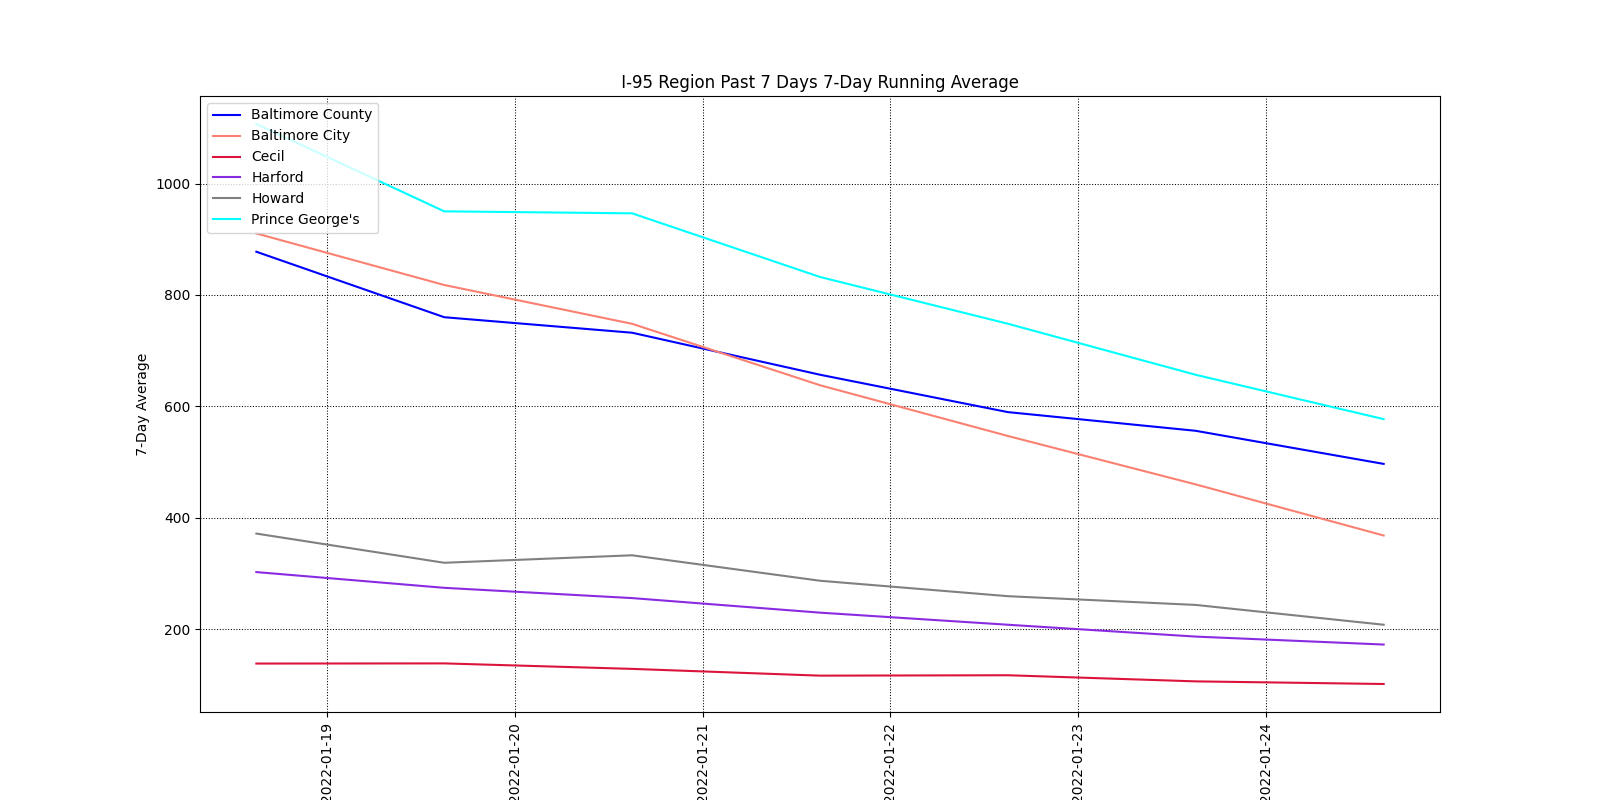 I-95 Region Past 7 Days 7-Day Running Average
Baltimore County
Baltimore City
Cecil
Harford
Howard
Prince George's
7-Day Average
1000
800
600
400
200
2022-01-19
2022-01-20
2022-01-21
2022-01-22
2022-01-23
2022-01-24